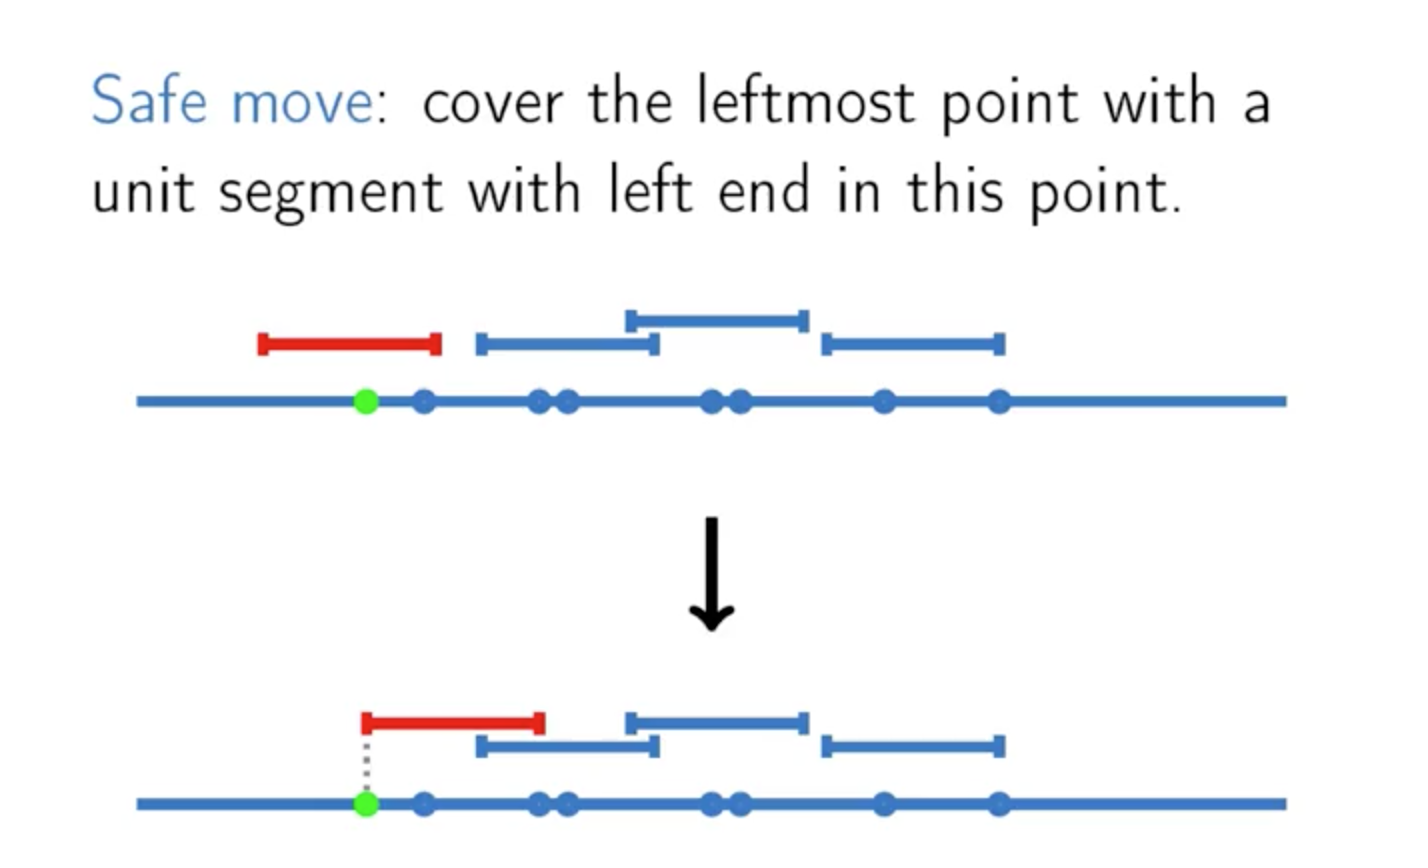 Safe move: cover the leftmost point with a
unit segment with left end in this point.